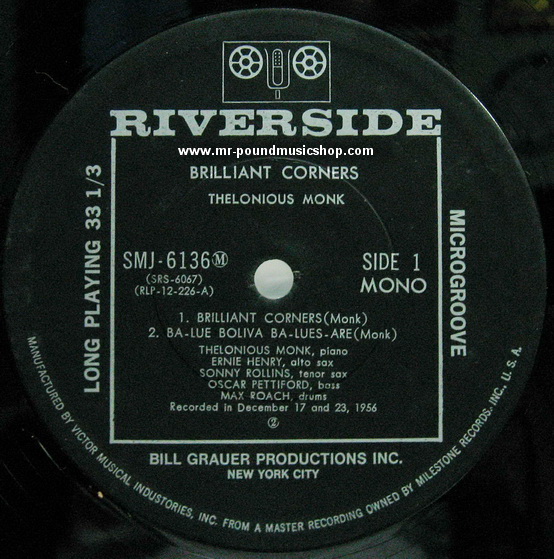 RIVERSIDE
www.mr-poundmusicshop.com
BRILLIANT CORNERS
THELONIOUS MONK
LONG PLAYING 33 1/3
MICROGROOVE
SMJ-6136 Ⓜ
(SRS-6067)
(RLP-12-226-A)
SIDE 1
MONO
1. BRILLIANT CORNERS(Monk)
2. BA-LUE BOLIVA BA-LUES-ARE(Monk)
THELONIOUS MONK, piano
ERNIE HENRY, alto sax
SONNY ROLLINS, tenor sax
OSCAR PETTIFORD, bass
MAX ROACH, drums
Recorded in December 17 and 23, 1956
②
BILL GRAUER PRODUCTIONS INC.
NEW YORK CITY
MANUFACTURED BY VICTOR MUSICAL INDUSTRIES, INC. FROM A MASTER RECORDING OWNED BY MILESTONE RECORDS, INC., U. S. A.